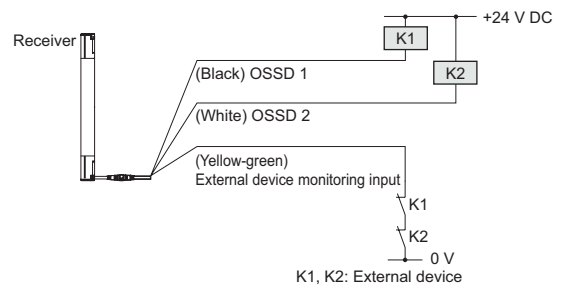 +24 V DC
Receiver
K1
K2
(Black) OSSD 1
(White) OSSD 2
(Yellow-green)
External device monitoring input
K1
K2
0 V
K1, K2: External device